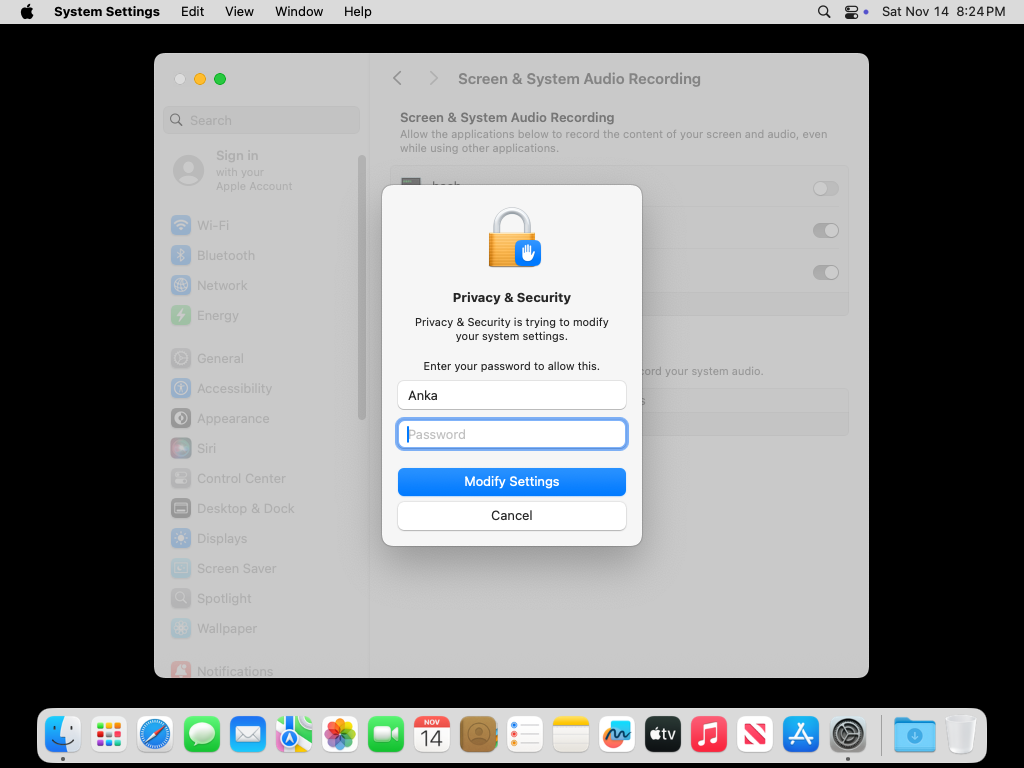 System Settings Edit View Window Help Sat Nov 14 8:24 PM
Screen & System Audio Recording
Search
Sign in
with your
Apple Account
Wi-Fi
Bluetooth
Network
Energy
General
Accessibility
Appearance
Siri
Control Center
Desktop & Dock
Displays
Screen Saver
Spotlight
Wallpaper
Notifications
Screen & System Audio Recording
Allow the applications below to record the content of your screen and audio, even
while using other applications.
Privacy & Security
Privacy & Security is trying to modify
your system settings.
Enter your password to allow this.
Anka
Password
Modify Settings
Cancel
your system audio.
NOV
14
tv